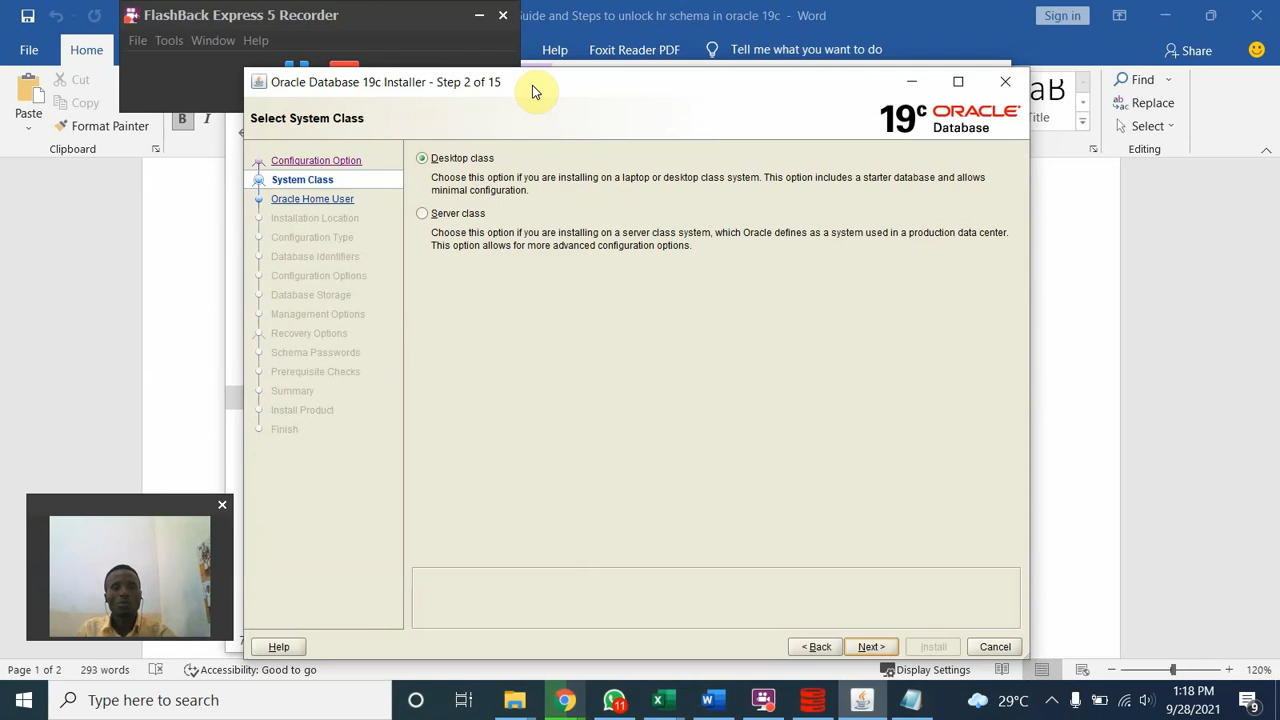 FlashBack Express 5 Recorder
Guide and Steps to unlock hr schema in oracle 19c - Word
Sign in
File Tools Window Help
File Home Help Foxit Reader PDF Tell me what you want to do Share
Cut
Copy
Format Painter
Paste
Clipboard
B I
Title
Find
Replace
Select
Editing
Oracle Database 19c Installer - Step 2 of 15
Select System Class
19c ORACLE
Database
Configuration Option
System Class
Oracle Home User
Installation Location
Configuration Type
Database Identifiers
Configuration Options
Database Storage
Management Options
Recovery Options
Schema Passwords
Prerequisite Checks
Summary
Install Product
Finish
Desktop class
Choose this option if you are installing on a laptop or desktop class system. This option includes a starter database and allows
minimal configuration.
Server class
Choose this option if you are installing on a server class system, which Oracle defines as a system used in a production data center.
This option allows for more advanced configuration options.
Help
< Back
Next >
Install
Cancel
Page 1 of 2 293 words Accessibility: Good to go Display Settings 120%
Type here to search
11
29°C
1:18 PM
9/28/2021
9